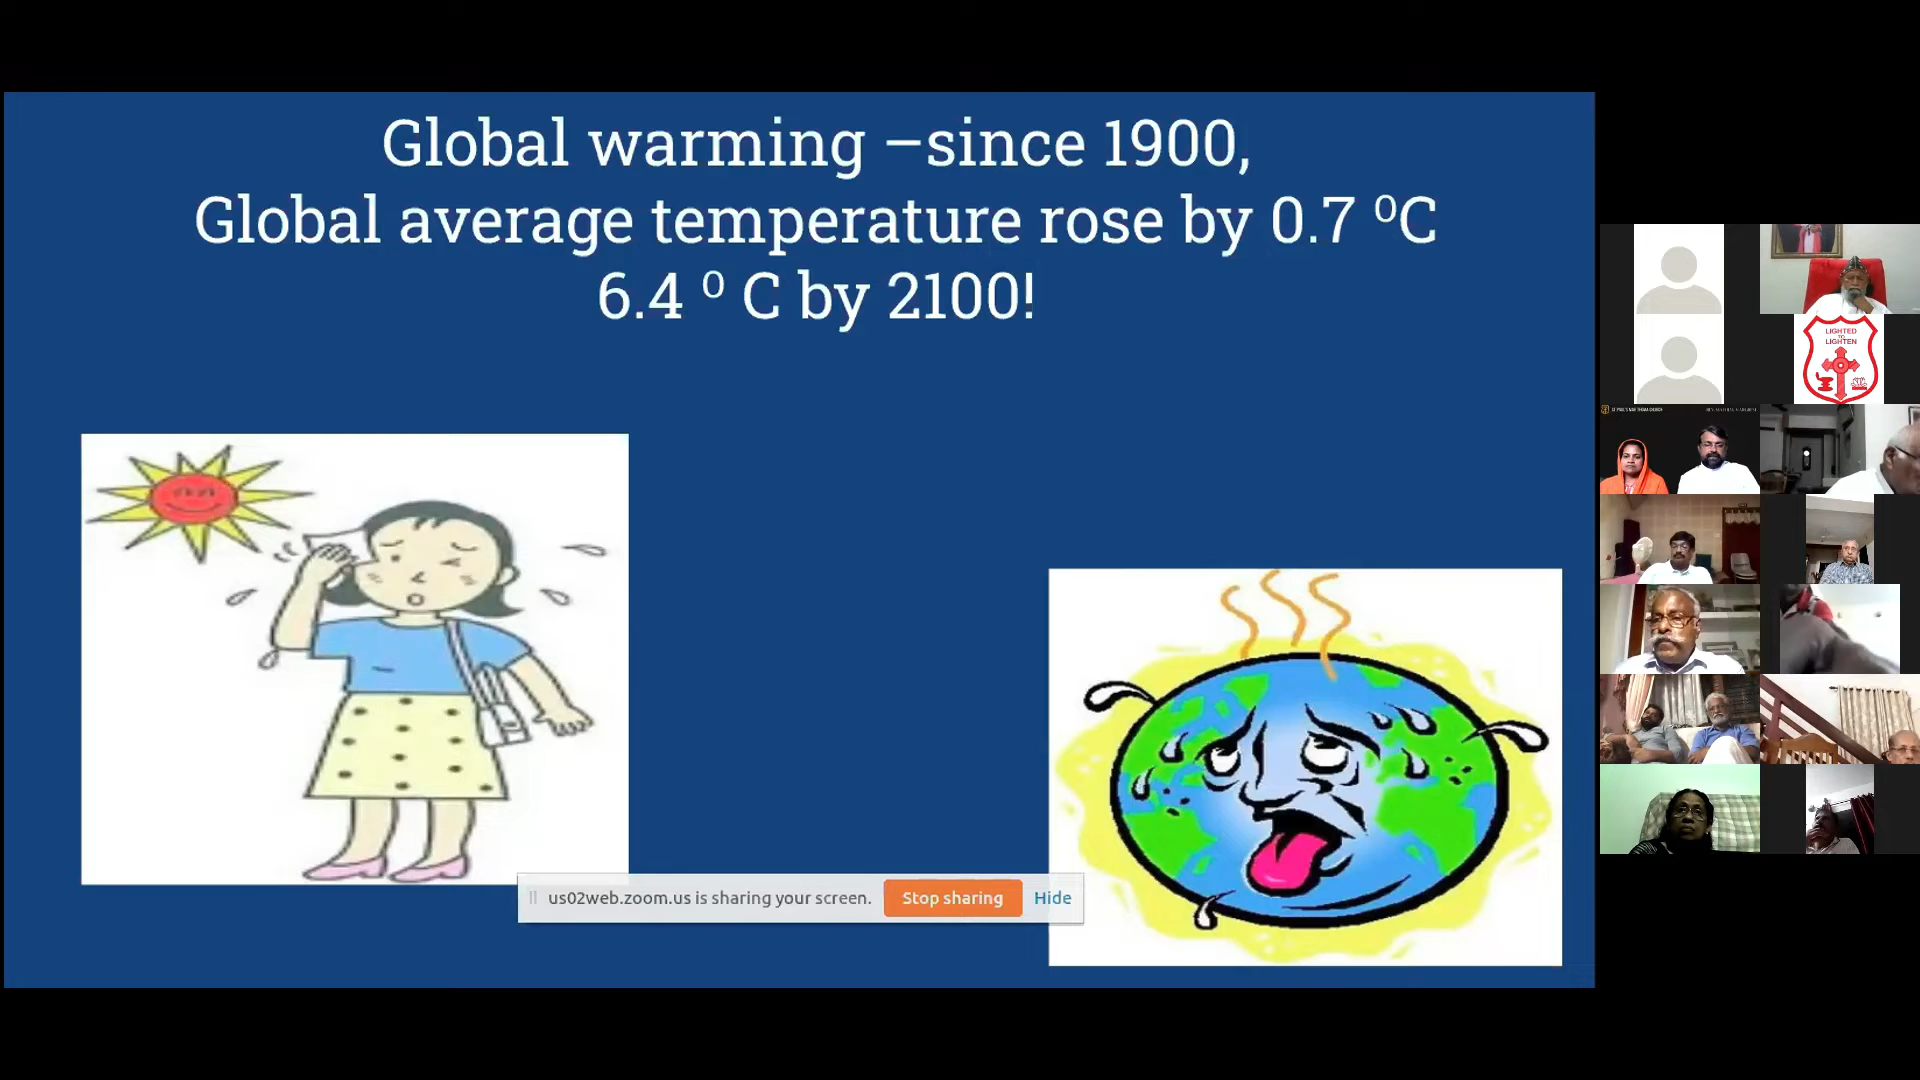 Global warming –since 1900,
Global average temperature rose by 0.7 ⁰C
6.4 ⁰ C by 2100!
us02web.zoom.us is sharing your screen. Stop sharing Hide
LIGHTED
TO
LIGHTEN